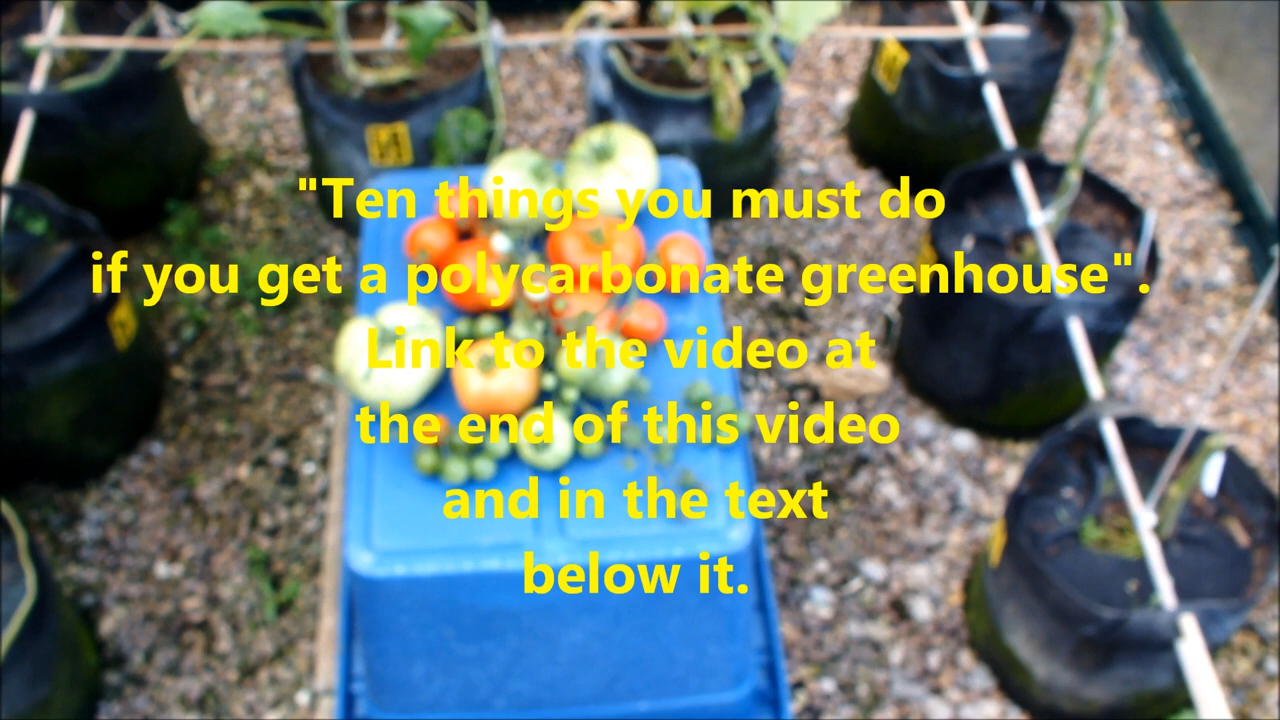 "Ten things you must do
if you get a polycarbonate greenhouse".
Link to the video at
the end of this video
and in the text
below it.